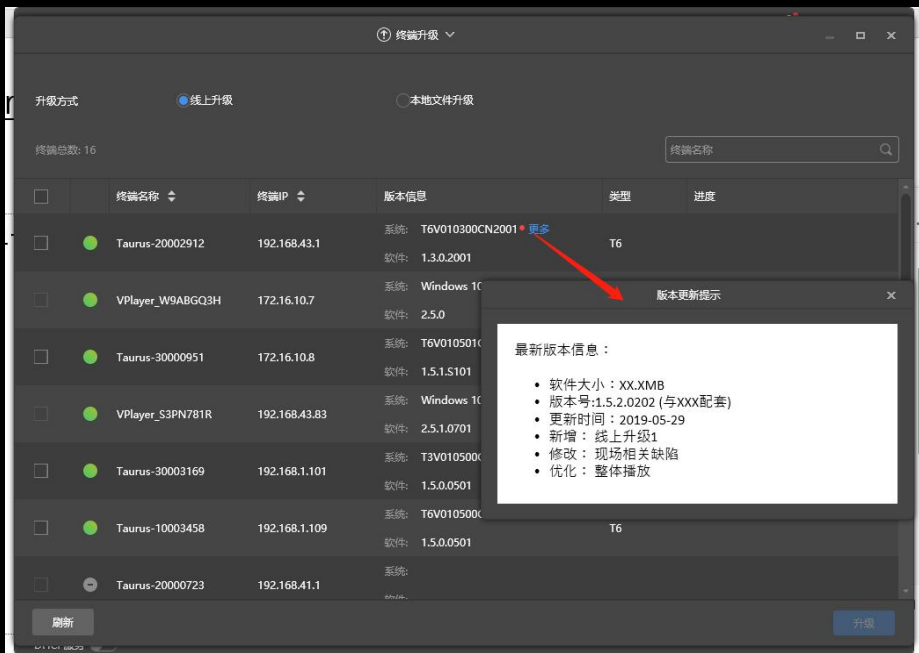 终端升级
升级方式
线上升级
本地文件升级
终端总数: 16
终端名称
终端名称
终端IP
版本信息
类型
进度
Taurus-20002912
192.168.43.1
系统: T6V010300CN2001 更多
软件: 1.3.0.2001
T6
VPlayer_W9ABGQ3H
172.16.10.7
系统: Windows 10
软件: 2.5.0
Taurus-30000951
172.16.10.8
系统: T6V010501
软件: 1.5.1.S101
VPlayer_S3PN781R
192.168.43.83
系统: Windows 10
软件: 2.5.1.0701
Taurus-30003169
192.168.1.101
系统: T3V010500
软件: 1.5.0.0501
Taurus-10003458
192.168.1.109
系统: T6V010500
软件: 1.5.0.0501
T6
Taurus-20000723
192.168.41.1
系统:
版本更新提示
最新版本信息：
• 软件大小：XX.XMB
• 版本号:1.5.2.0202 (与XXX配套)
• 更新时间：2019-05-29
• 新增： 线上升级1
• 修改： 现场相关缺陷
• 优化： 整体播放
刷新
升级